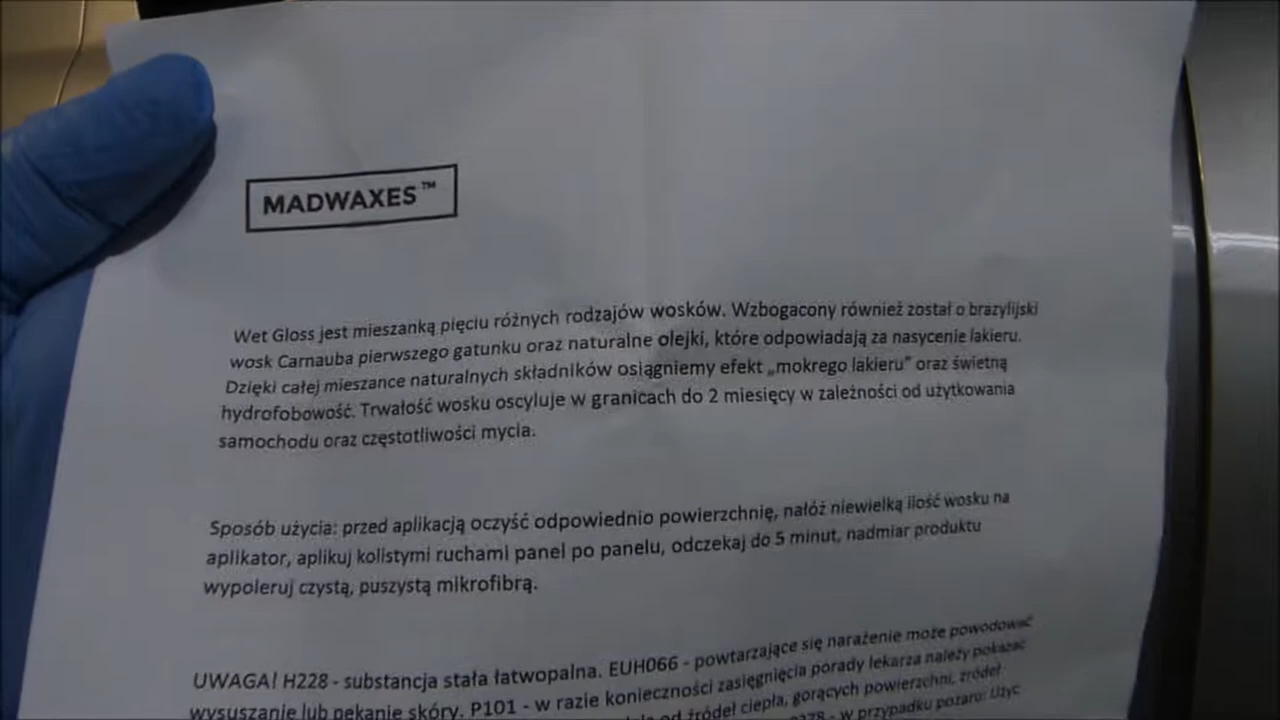 MADWAXES™
Wet Gloss jest mieszanką pięciu różnych rodzajów wosków. Wzbogacony również został o brazylijski
wosk Carnauba pierwszego gatunku oraz naturalne olejki, które odpowiadają za nasycenie lakieru.
Dzięki całej mieszance naturalnych składników osiągniemy efekt „mokrego lakieru” oraz świetną
hydrofobowość. Trwałość wosku oscyluje w granicach do 2 miesięcy w zależności od użytkowania
samochodu oraz częstotliwości mycia.
Sposób użycia: przed aplikacją oczyść odpowiednio powierzchnię, nałóż niewielką ilość wosku na
aplikator, aplikuj kolistymi ruchami panel po panelu, odczekaj do 5 minut, nadmiar produktu
wypoleruj czystą, puszystą mikrofibrą.
UWAGA! H228 - substancja stała łatwopalna. EUH066 - powtarzające się narażenie może powodować
wysuszanie lub pękanie skóry. P101 - w razie konieczności zasięgnięcia porady lekarza należy pokazać
od źródeł ciepła, gorących powierzchni, źródeł
- w przypadku pożaru: Użyć